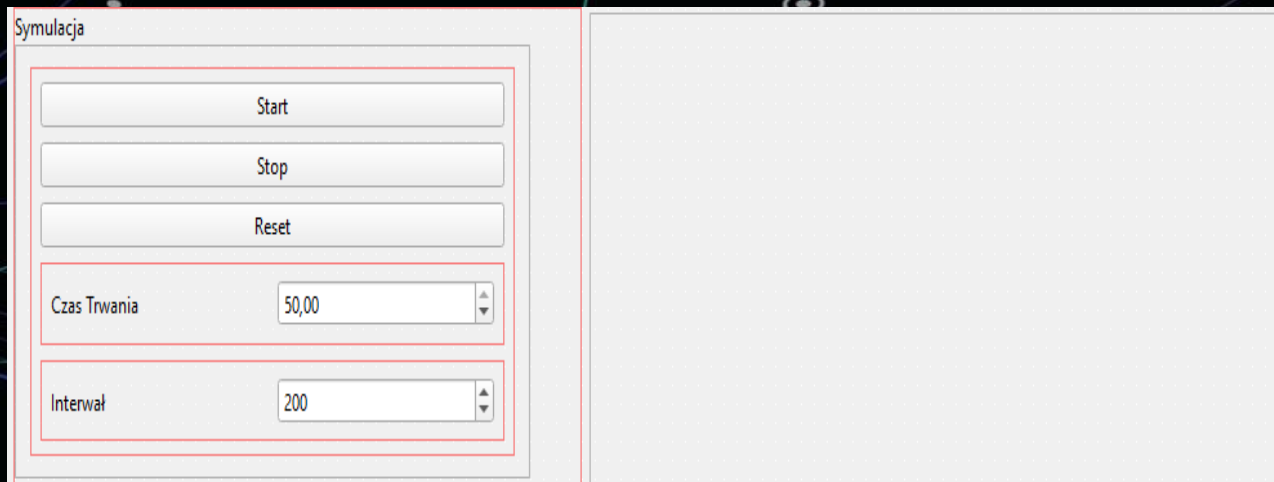 Symulacja
Start
Stop
Reset
Czas Trwania 50,00
Interwał 200